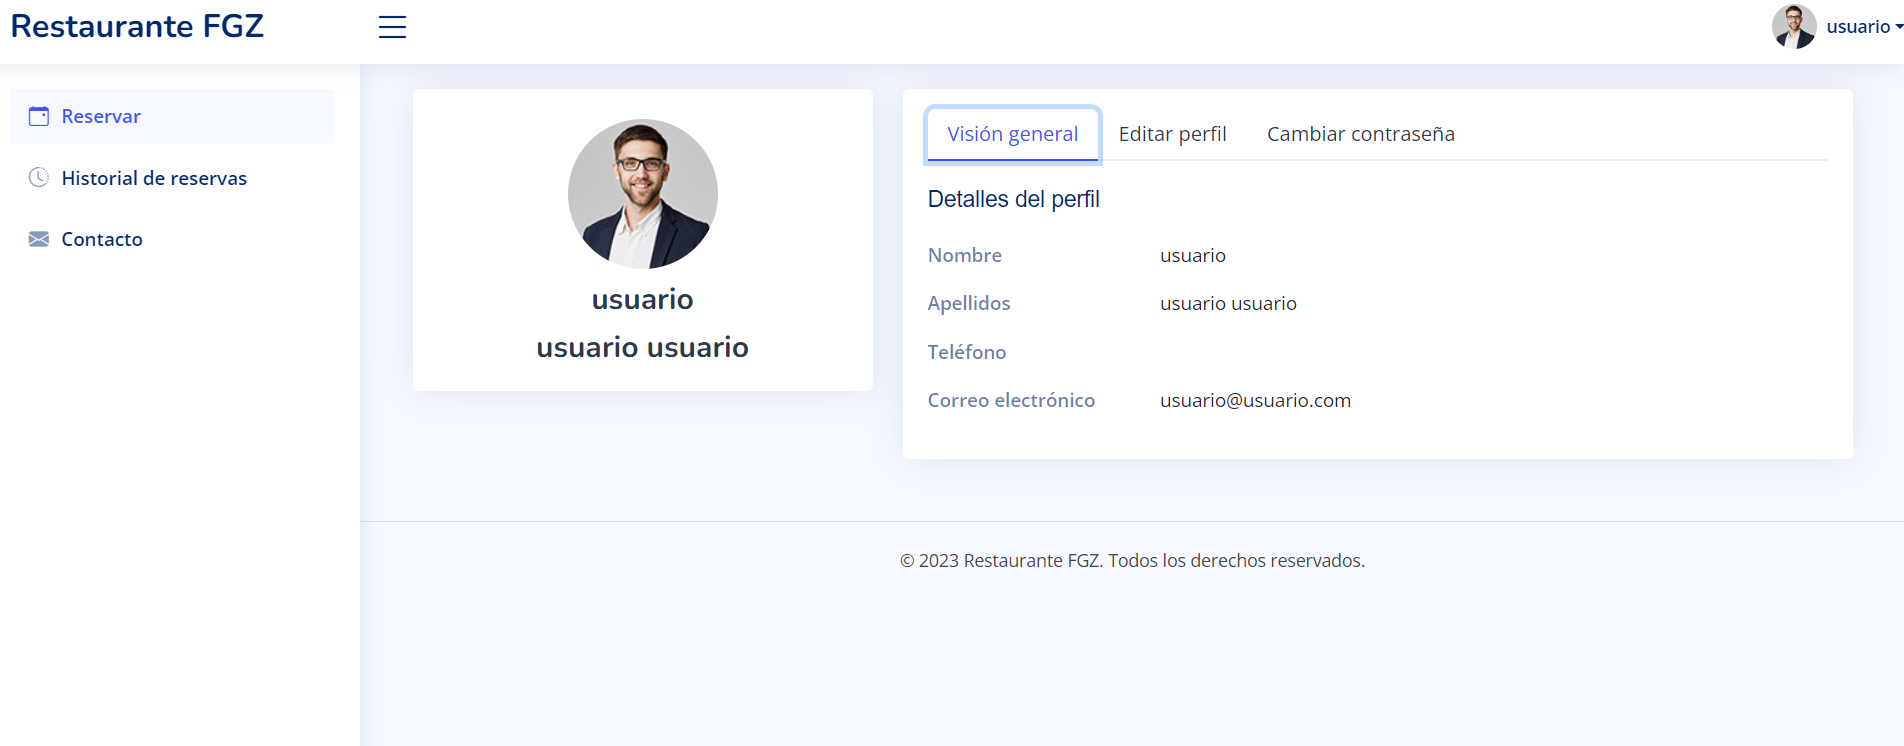 Restaurante FGZ
usuario
Reservar
Historial de reservas
Contacto
usuario
usuario usuario
Visión general Editar perfil Cambiar contraseña
Detalles del perfil
Nombre usuario
Apellidos usuario usuario
Teléfono
Correo electrónico usuario@usuario.com
© 2023 Restaurante FGZ. Todos los derechos reservados.